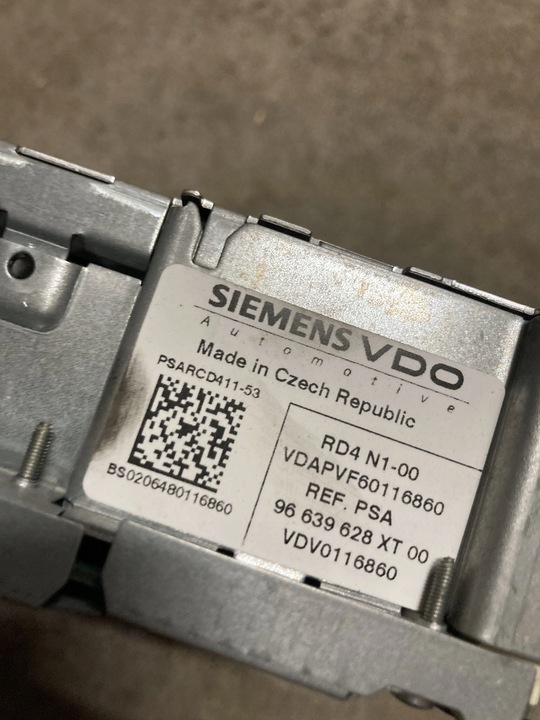 SIEMENS VDO
Automotive
Made in Czech Republic
PSARCD411-53
BS0206480116860
RD4 N1-00
VDAPVF60116860
REF. PSA
96 639 628 XT 00
VDV0116860